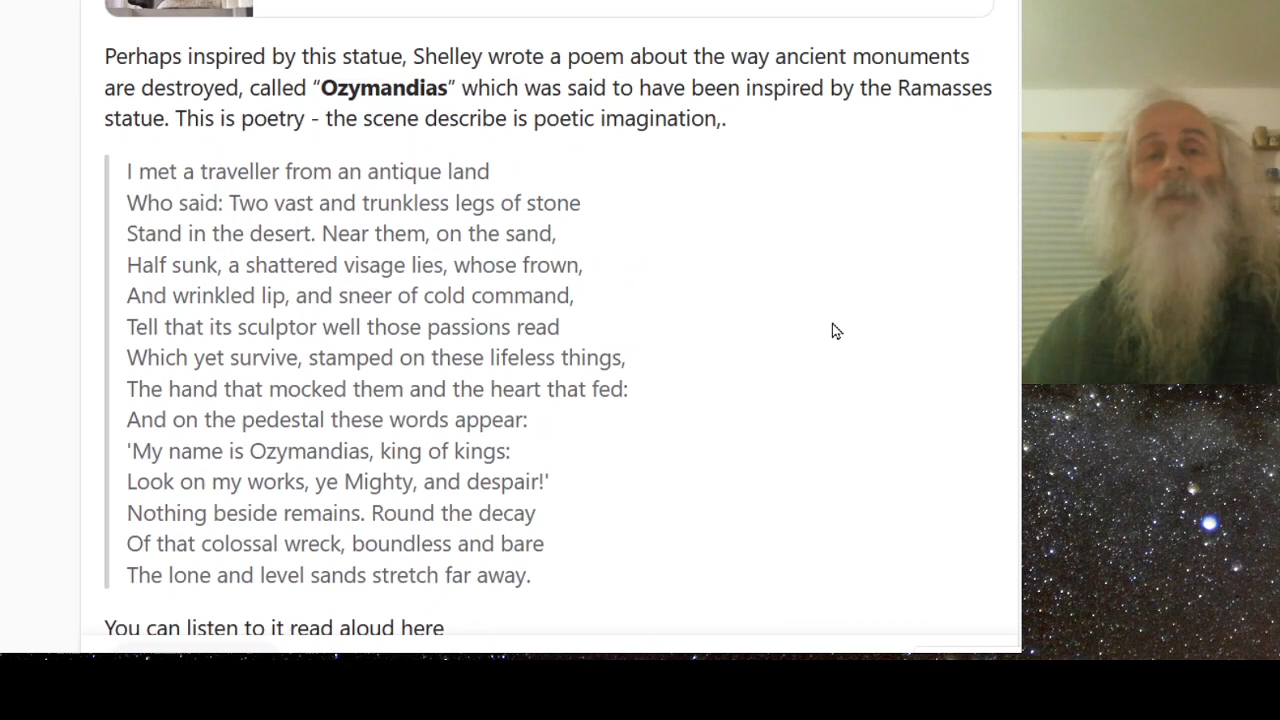 Perhaps inspired by this statue, Shelley wrote a poem about the way ancient monuments
are destroyed, called “Ozymandias” which was said to have been inspired by the Ramasses
statue. This is poetry - the scene describe is poetic imagination,.
I met a traveller from an antique land
Who said: Two vast and trunkless legs of stone
Stand in the desert. Near them, on the sand,
Half sunk, a shattered visage lies, whose frown,
And wrinkled lip, and sneer of cold command,
Tell that its sculptor well those passions read
Which yet survive, stamped on these lifeless things,
The hand that mocked them and the heart that fed:
And on the pedestal these words appear:
'My name is Ozymandias, king of kings:
Look on my works, ye Mighty, and despair!'
Nothing beside remains. Round the decay
Of that colossal wreck, boundless and bare
The lone and level sands stretch far away.
You can listen to it read aloud here